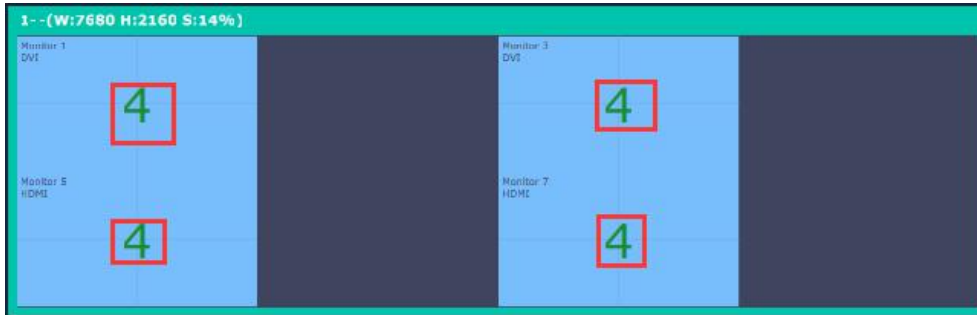 1--(W:7680 H:2160 S:14%)
Monitor 1
DVI
4
Monitor 3
DVI
4
Monitor 5
HDMI
4
Monitor 7
HDMI
4